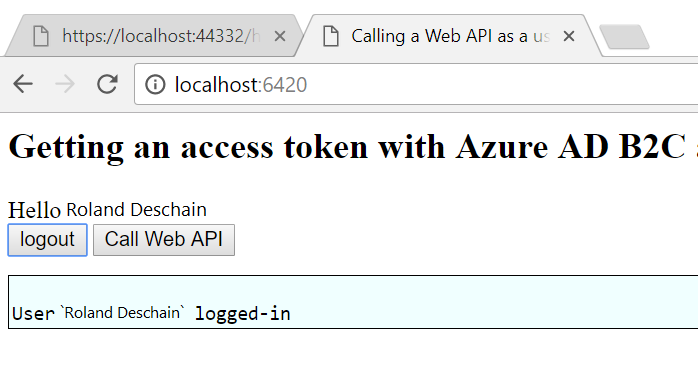 https://localhost:44332/h
Calling a Web API as a us
localhost:6420
Getting an access token with Azure AD B2C
Hello Roland Deschain
logout Call Web API
User `Roland Deschain` logged-in